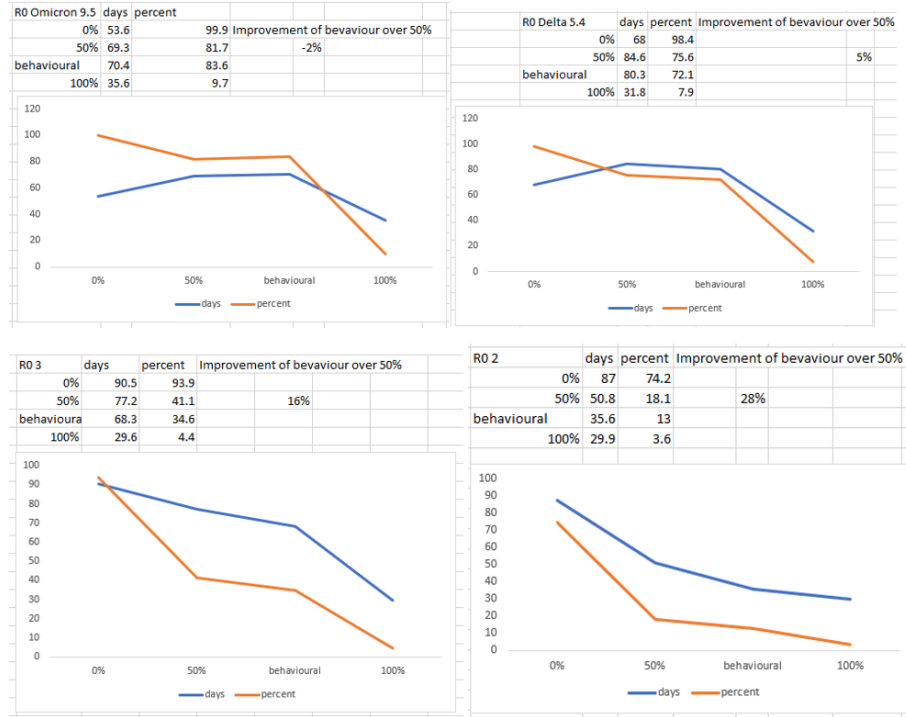 R0 Omicron 9.5 days percent
0% 53.6 99.9 Improvement of bevaviour over 50%
50% 69.3 81.7 -2%
behavioural 70.4 83.6
100% 35.6 9.7
120
100
80
60
40
20
0
0% 50% behavioural 100%
days percent
R0 Delta 5.4 days percent Improvement of bevaviour over 50%
0% 68 98.4
50% 84.6 75.6 5%
behavioural 80.3 72.1
100% 31.8 7.9
120
100
80
60
40
20
0
0% 50% behavioural 100%
days percent
R0 3 days percent Improvement of bevaviour over 50%
0% 90.5 93.9
50% 77.2 41.1 16%
behavioura 68.3 34.6
100% 29.6 4.4
100
90
80
70
60
50
40
30
20
10
0
0% 50% behavioural 100%
days percent
R0 2 days percent Improvement of bevaviour over 50%
0% 87 74.2
50% 50.8 18.1 28%
behavioural 35.6 13
100% 29.9 3.6
100
90
80
70
60
50
40
30
20
10
0
0% 50% behavioural 100%
days percent